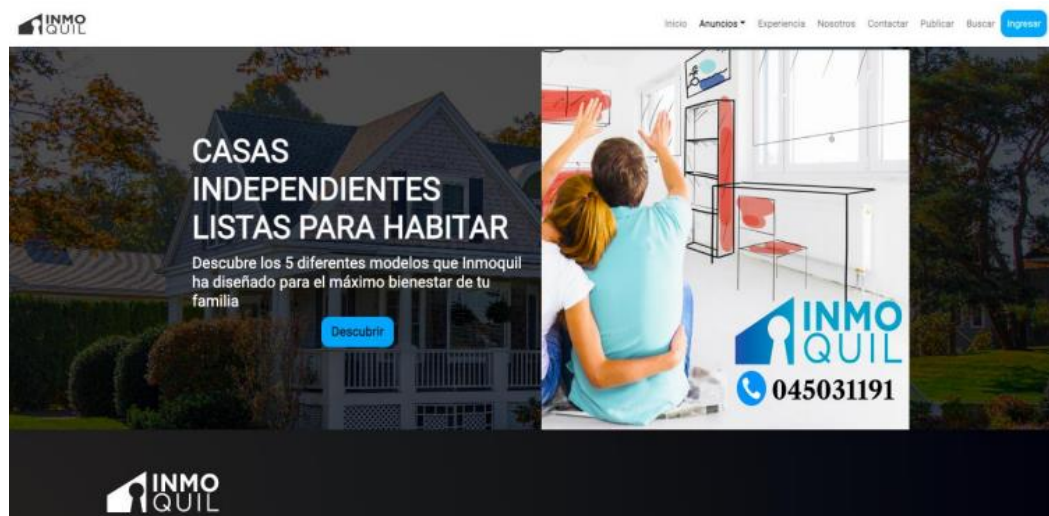 INMO
QUIL
Inicio Anuncios Experiencia Nosotros Contactar Publicar Buscar Ingresar
CASAS
INDEPENDIENTES
LISTAS PARA HABITAR
Descubre los 5 diferentes modelos que Inmoquil
ha diseñado para el máximo bienestar de tu
familia
Descubrir
INMO
QUIL
045031191
INMO
QUIL